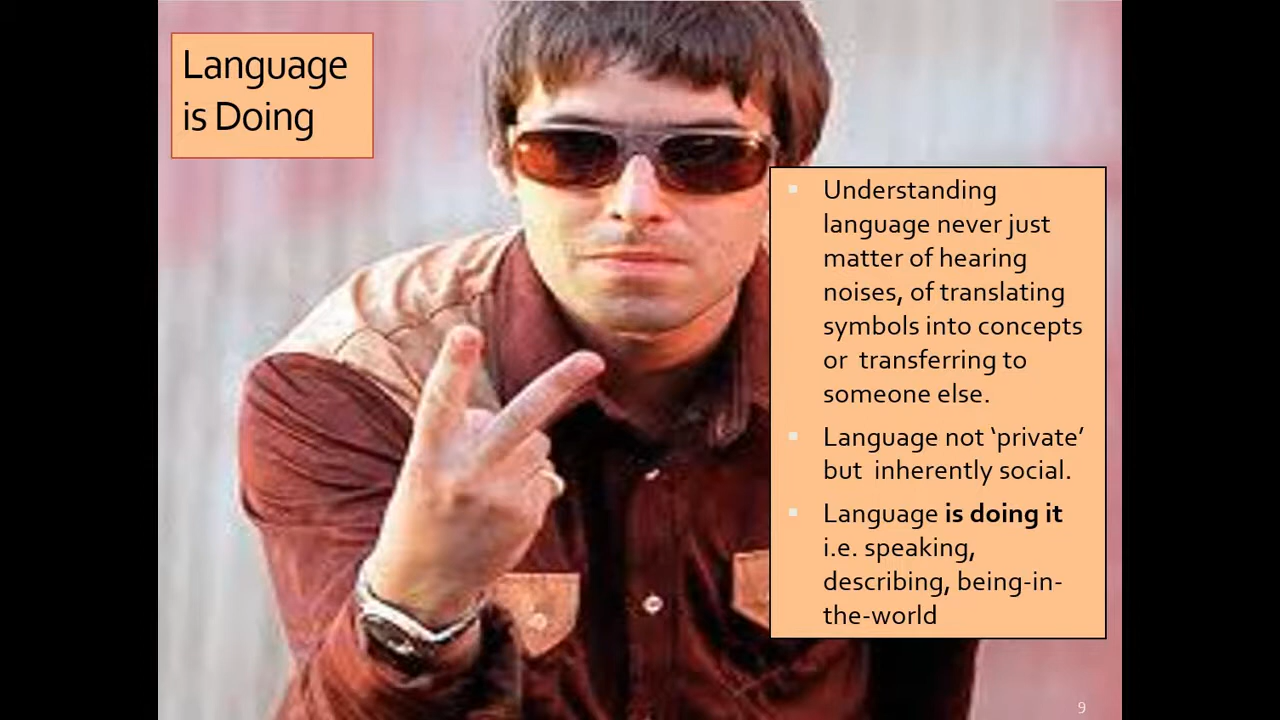 Language
is Doing
Understanding
language never just
matter of hearing
noises, of translating
symbols into concepts
or  transferring to
someone else.
Language not ‘private’
but  inherently social.
Language is doing it
i.e. speaking,
describing, being-in-
the-world
9